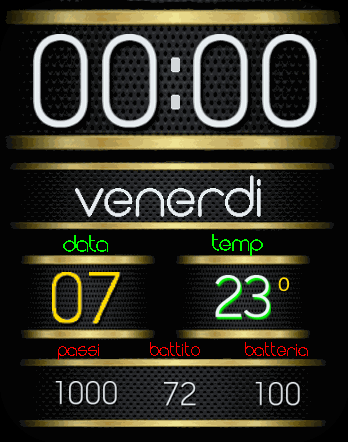 00:00
venerdi
data temp
07 23°
passi battito batteria
1000 72 100